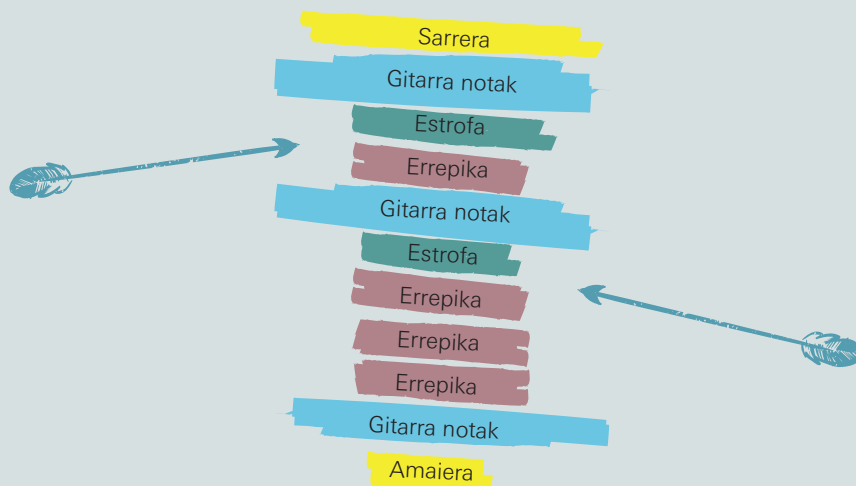 Sarrera
Gitarra notak
Estrofa
Errepika
Gitarra notak
Estrofa
Errepika
Errepika
Errepika
Gitarra notak
Amaiera